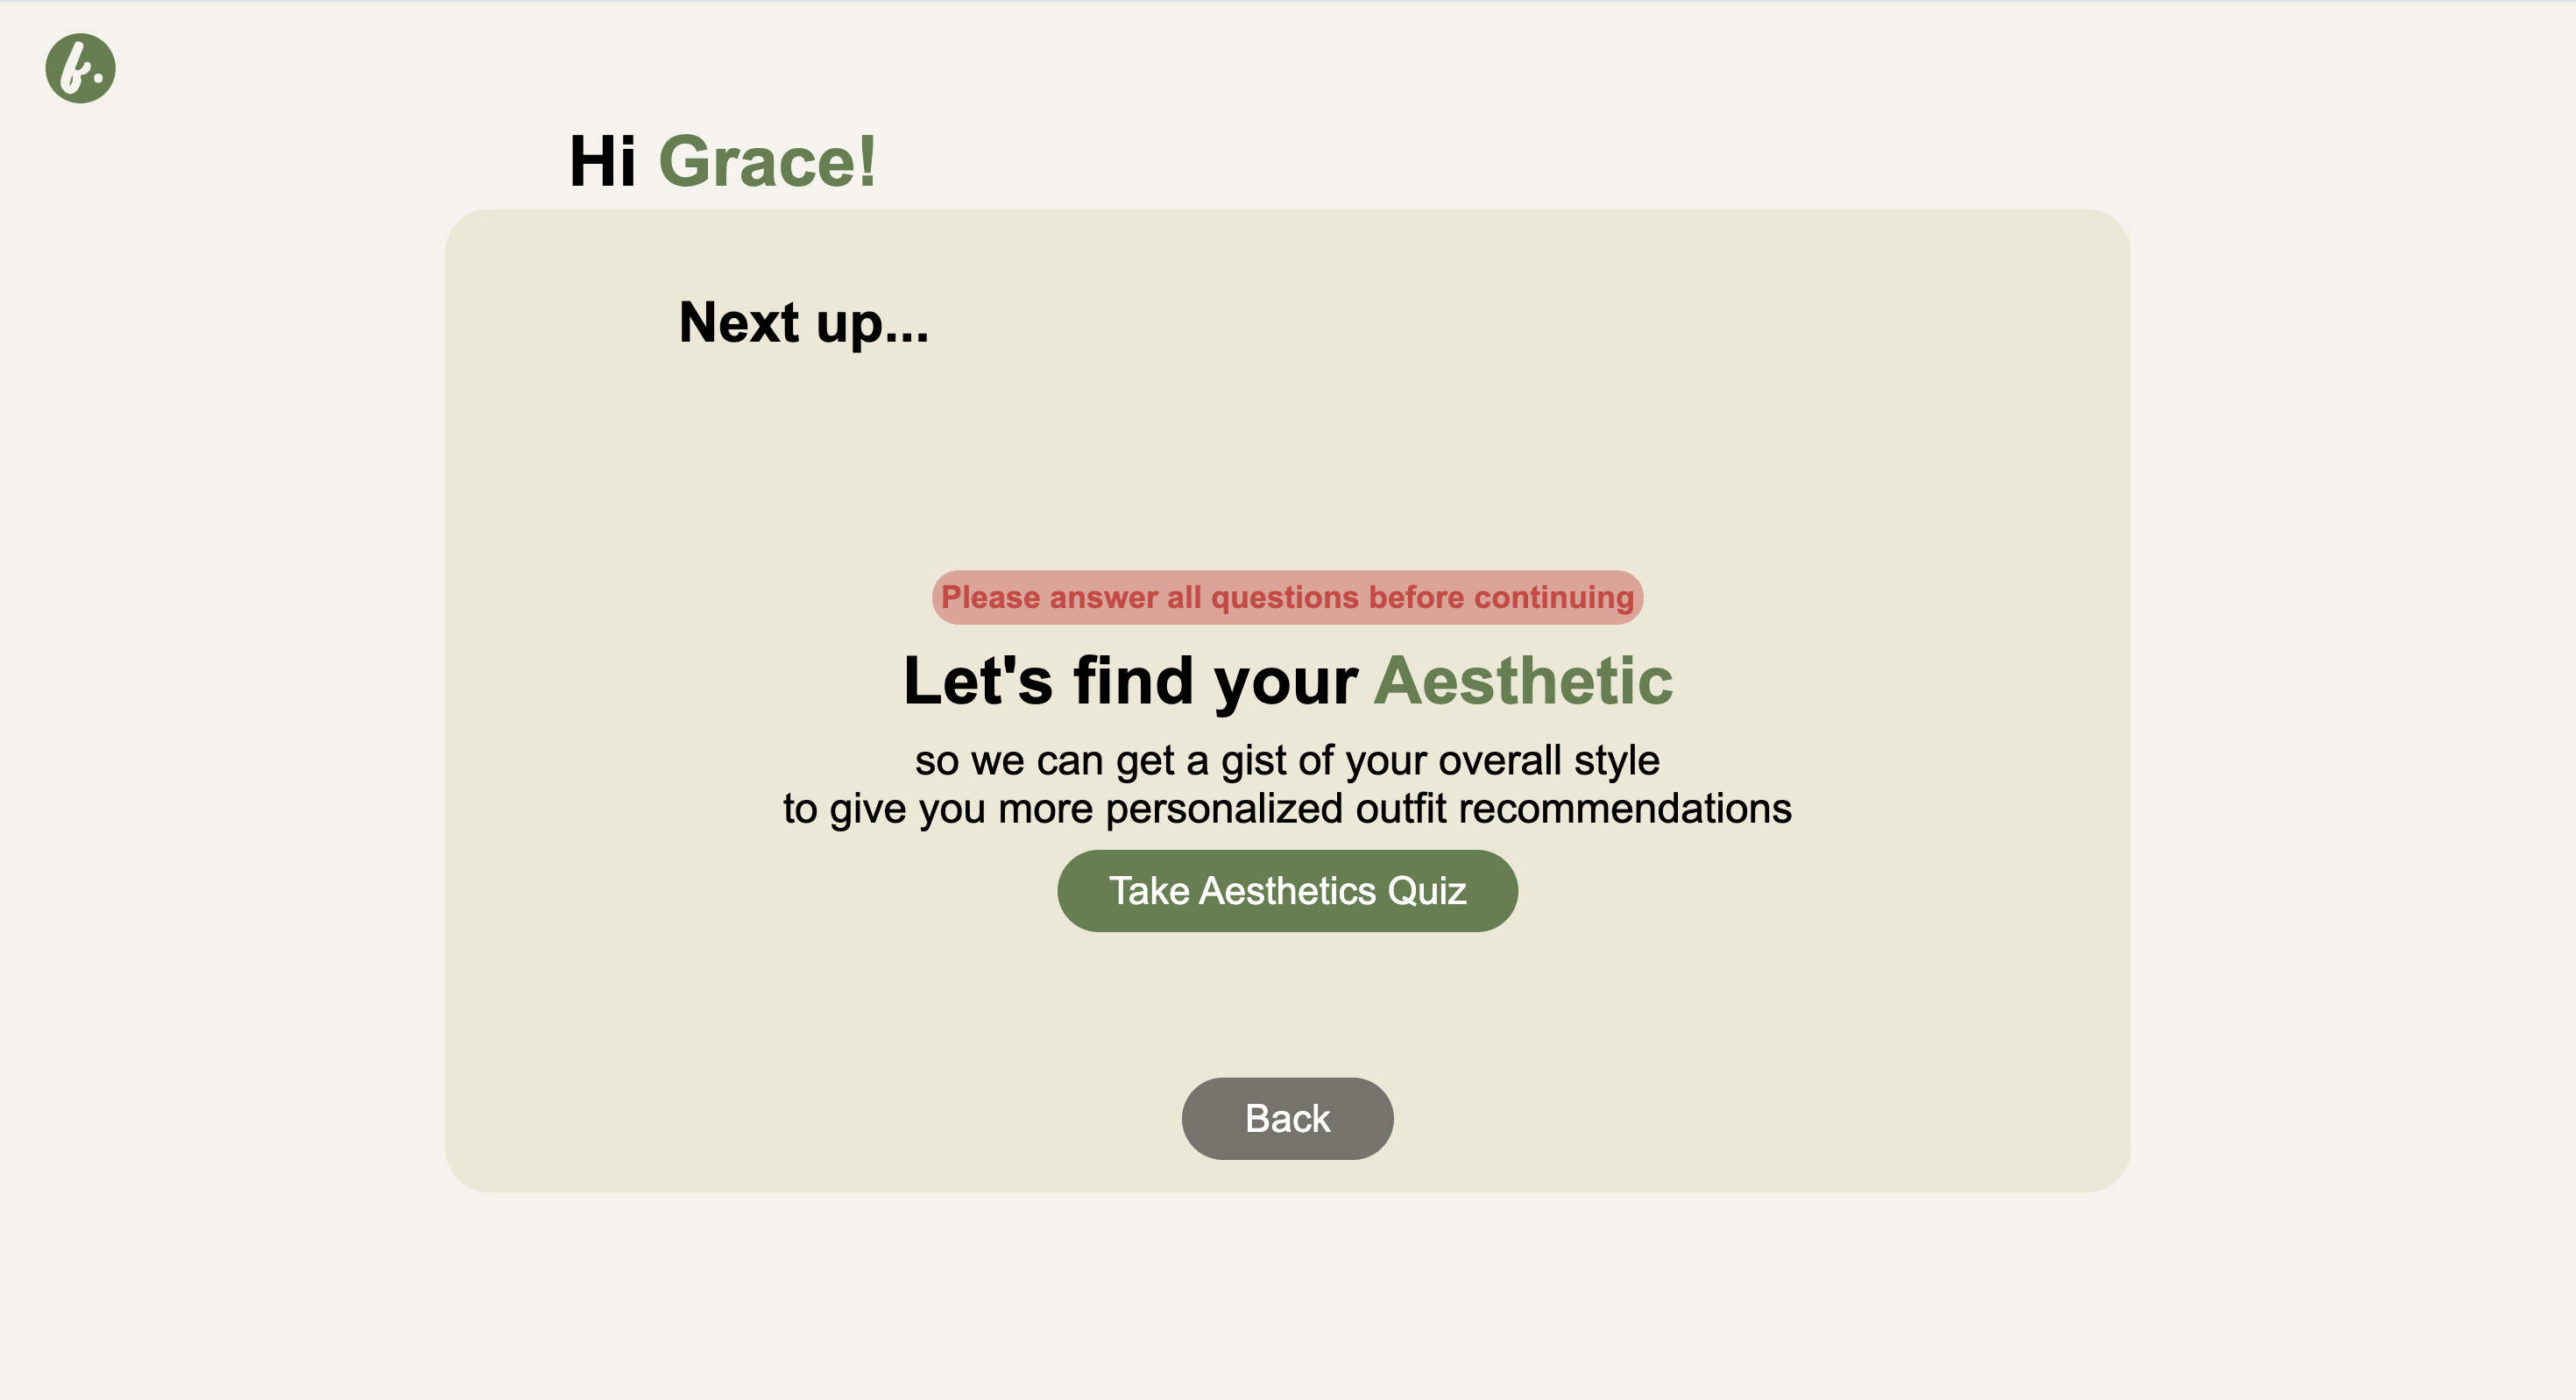 f.
Hi Grace!
Next up...
Please answer all questions before continuing
Let's find your Aesthetic
so we can get a gist of your overall style
to give you more personalized outfit recommendations
Take Aesthetics Quiz
Back